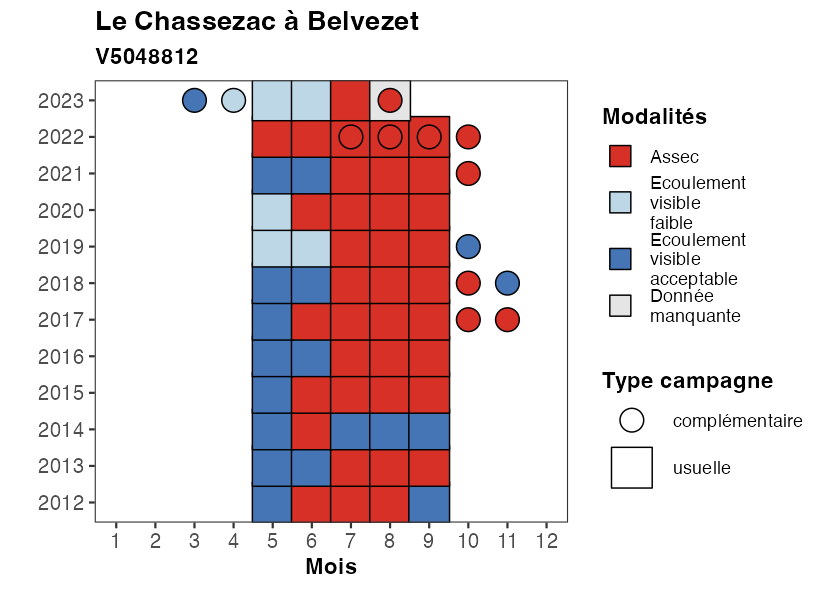 Le Chassezac à Belvezet
V5048812
2023
2022
2021
2020
2019
2018
2017
2016
2015
2014
2013
2012
1 2 3 4 5 6 7 8 9 10 11 12
Mois
Modalités
Assec
Ecoulement
visible
faible
Ecoulement
visible
acceptable
Donnée
manquante
Type campagne
complémentaire
usuelle